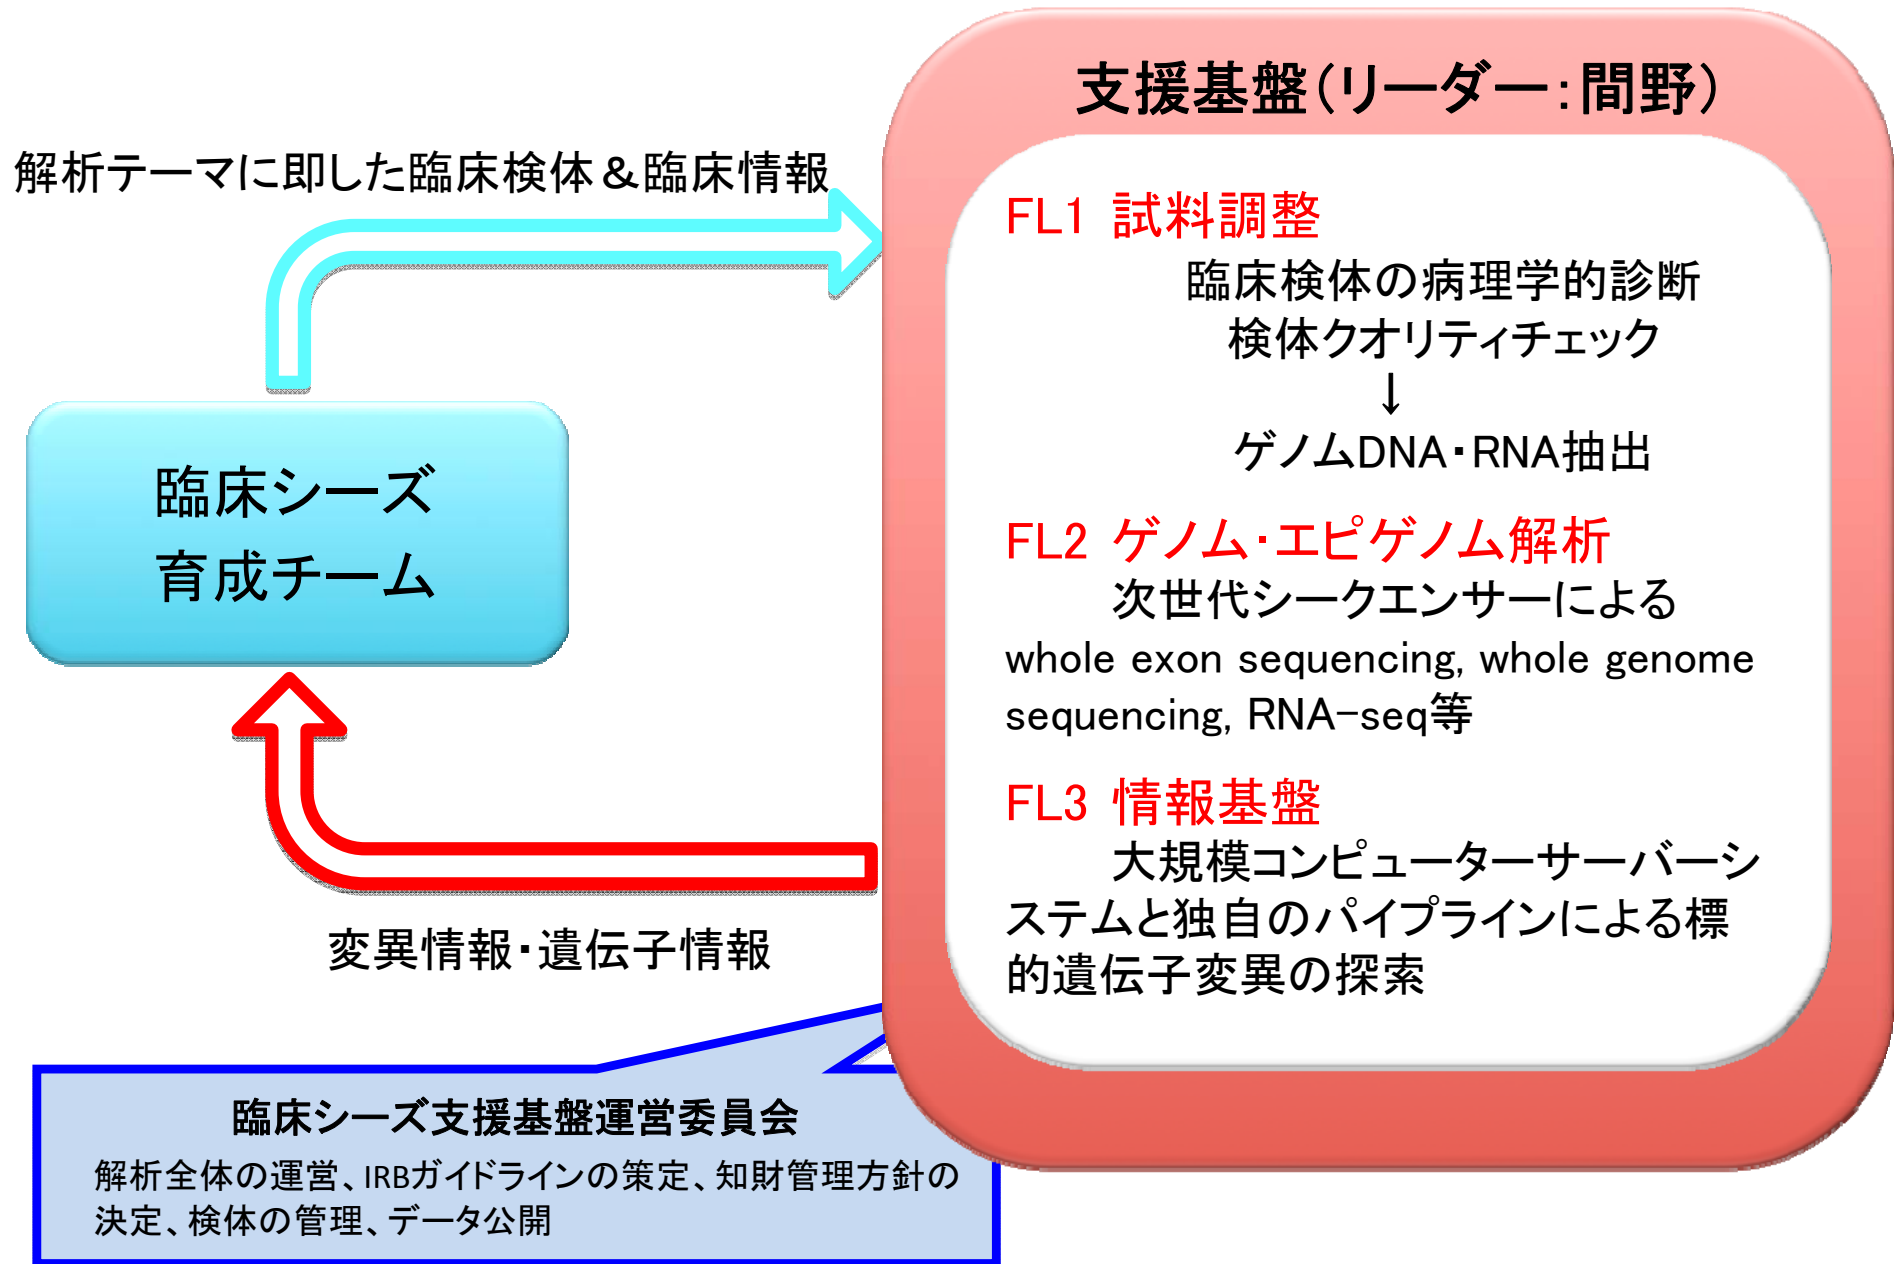 支援基盤(リーダー:間野)
解析テーマに即した臨床検体&臨床情報
FL1 試料調整
臨床検体の病理学的診断
検体クオリティチェック
↓
ゲノムDNA・RNA抽出
臨床シーズ
育成チーム
FL2 ゲノム・エピゲノム解析
次世代シークエンサーによる
whole exon sequencing, whole genome
sequencing, RNA-seq等
FL3 情報基盤
大規模コンピューターサーバーシ
ステムと独自のパイプラインによる標
的遺伝子変異の探索
変異情報・遺伝子情報
臨床シーズ支援基盤運営委員会
解析全体の運営、IRBガイドラインの策定、知財管理方針の
決定、検体の管理、データ公開